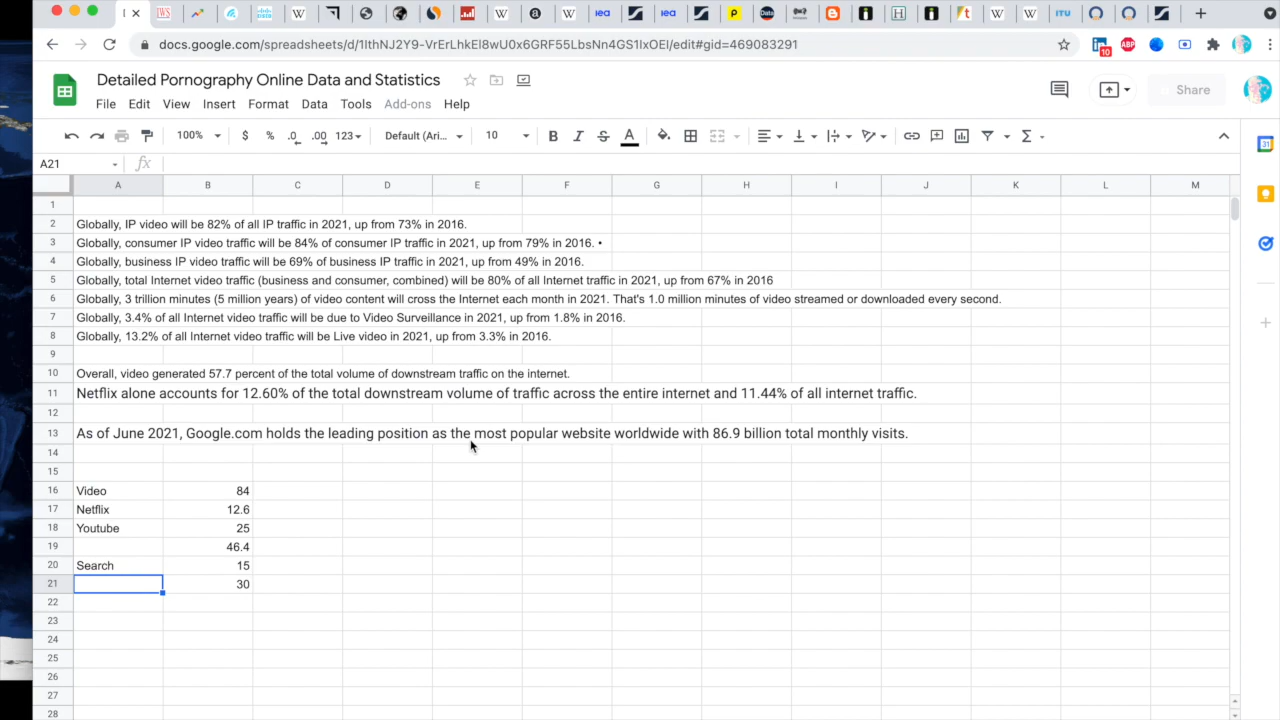 docs.google.com/spreadsheets/d/1IthNJ2Y9-VrErLhkEl8wU0x6GRF55LbsNn4GS1IxOEI/edit#gid=469083291
Detailed Pornography Online Data and Statistics
File Edit View Insert Format Data Tools Add-ons Help
Share
100% $ % .0 .00 123 Default (Ari... 10 B I S A
A21 fx
A B C D E F G H I J K L M
1
2 Globally, IP video will be 82% of all IP traffic in 2021, up from 73% in 2016.
3 Globally, consumer IP video traffic will be 84% of consumer IP traffic in 2021, up from 79% in 2016. •
4 Globally, business IP video traffic will be 69% of business IP traffic in 2021, up from 49% in 2016.
5 Globally, total Internet video traffic (business and consumer, combined) will be 80% of all Internet traffic in 2021, up from 67% in 2016
6 Globally, 3 trillion minutes (5 million years) of video content will cross the Internet each month in 2021. That's 1.0 million minutes of video streamed or downloaded every second.
7 Globally, 3.4% of all Internet video traffic will be due to Video Surveillance in 2021, up from 1.8% in 2016.
8 Globally, 13.2% of all Internet video traffic will be Live video in 2021, up from 3.3% in 2016.
9
10 Overall, video generated 57.7 percent of the total volume of downstream traffic on the internet.
11 Netflix alone accounts for 12.60% of the total downstream volume of traffic across the entire internet and 11.44% of all internet traffic.
12
13 As of June 2021, Google.com holds the leading position as the most popular website worldwide with 86.9 billion total monthly visits.
14
15
16 Video 84
17 Netflix 12.6
18 Youtube 25
19 46.4
20 Search 15
21 30
22
23
24
25
26
27
28